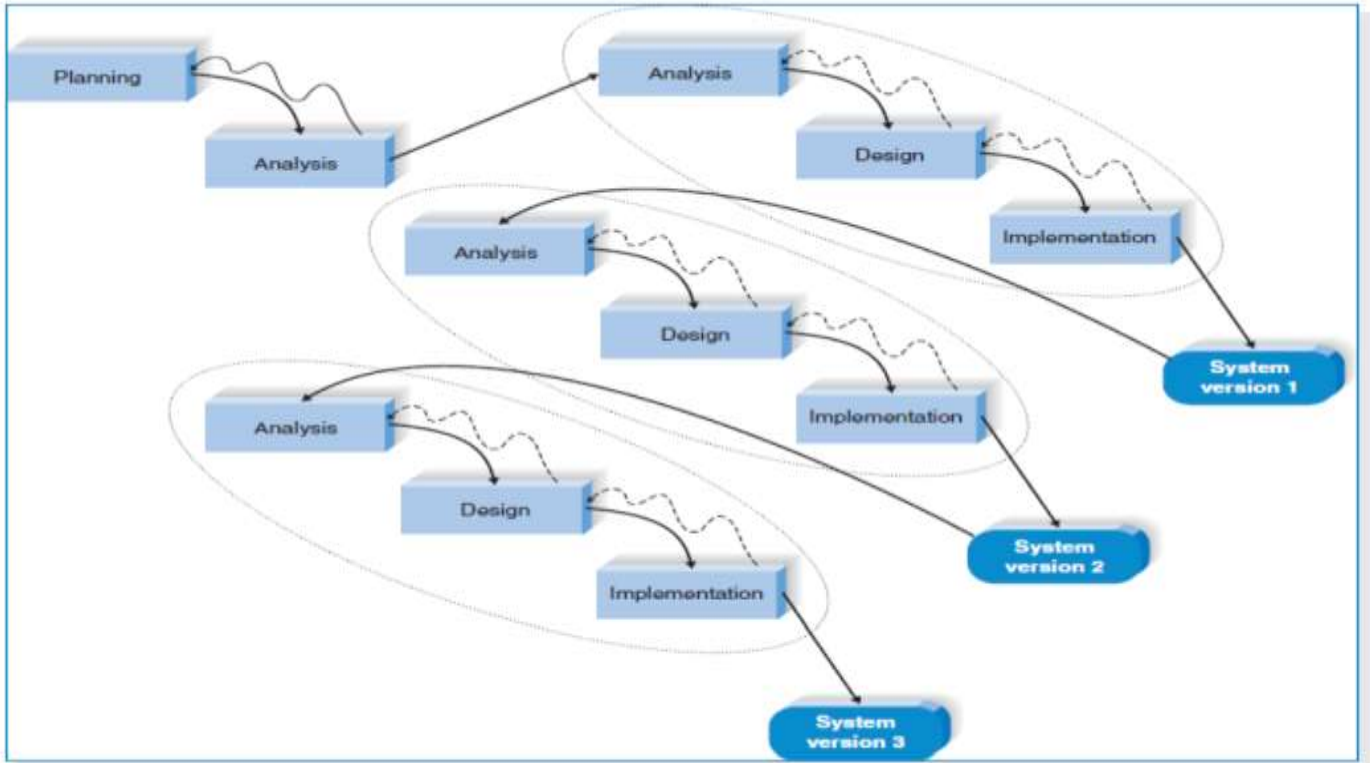 Planning
Analysis
Analysis
Design
Implementation
System
version 1
Analysis
Design
Implementation
System
version 2
Analysis
Design
Implementation
System
version 3